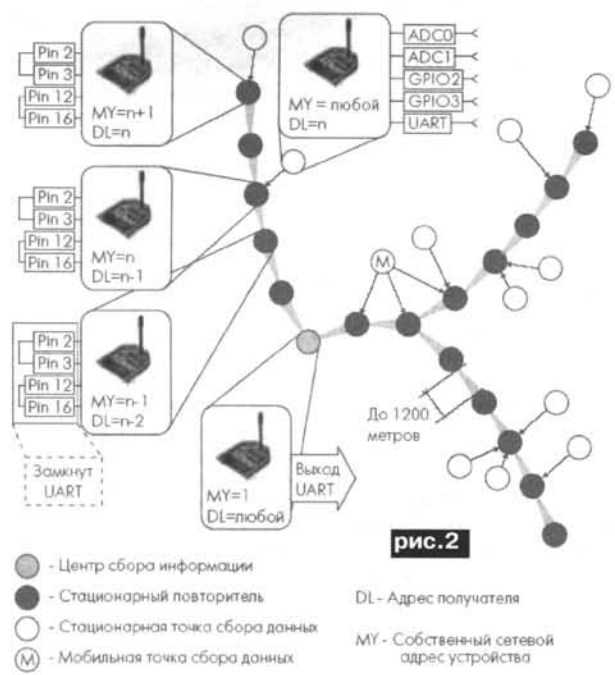 Pin 2
Pin 3
Pin 12
Pin 16
MY=n+1
DL=n
MY = любой
DL=n
ADC0
ADC1
GPIO2
GPIO3
UART
Pin 2
Pin 3
Pin 12
Pin 16
MY=n
DL=n-1
M
Pin 2
Pin 3
Pin 12
Pin 16
MY=n-1
DL=n-2
До 1200
метров
Замкнут
UART
MY=1
DL=любой
Выход
UART
рис.2
- Центр сбора информации
- Стационарный повторитель
- Стационарная точка сбора данных
M - Мобильная точка сбора данных
DL - Адрес получателя
MY - Собственный сетевой
адрес устройства